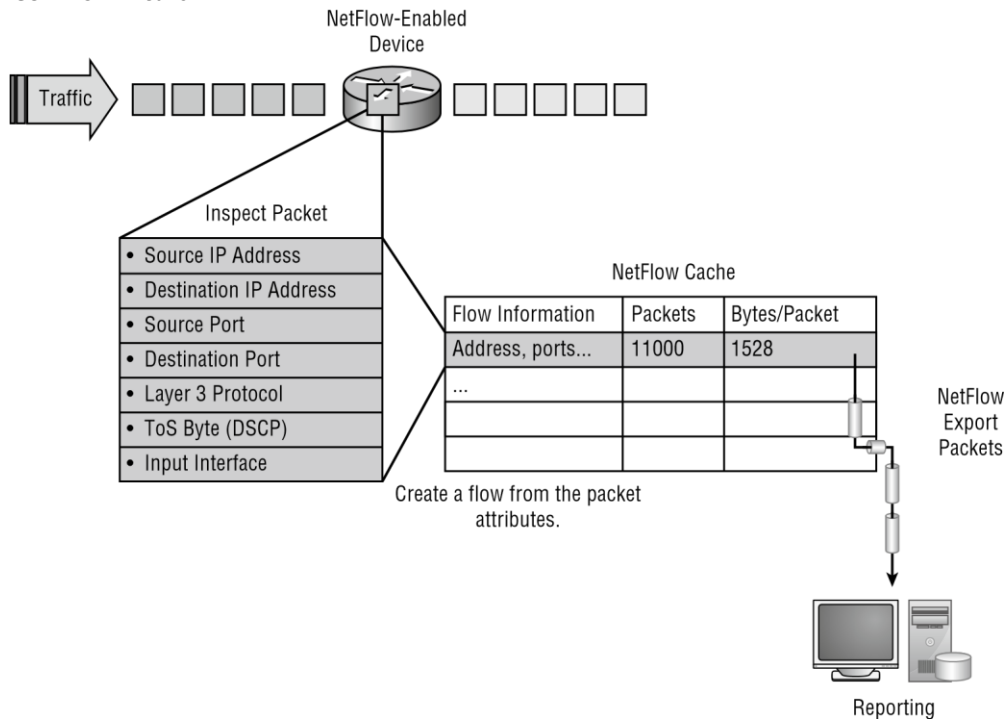 NetFlow-Enabled
Device
Traffic
Inspect Packet
• Source IP Address
• Destination IP Address
• Source Port
• Destination Port
• Layer 3 Protocol
• ToS Byte (DSCP)
• Input Interface
NetFlow Cache
Flow Information Packets Bytes/Packet
Address, ports... 11000 1528
...
Create a flow from the packet
attributes.
NetFlow
Export
Packets
Reporting